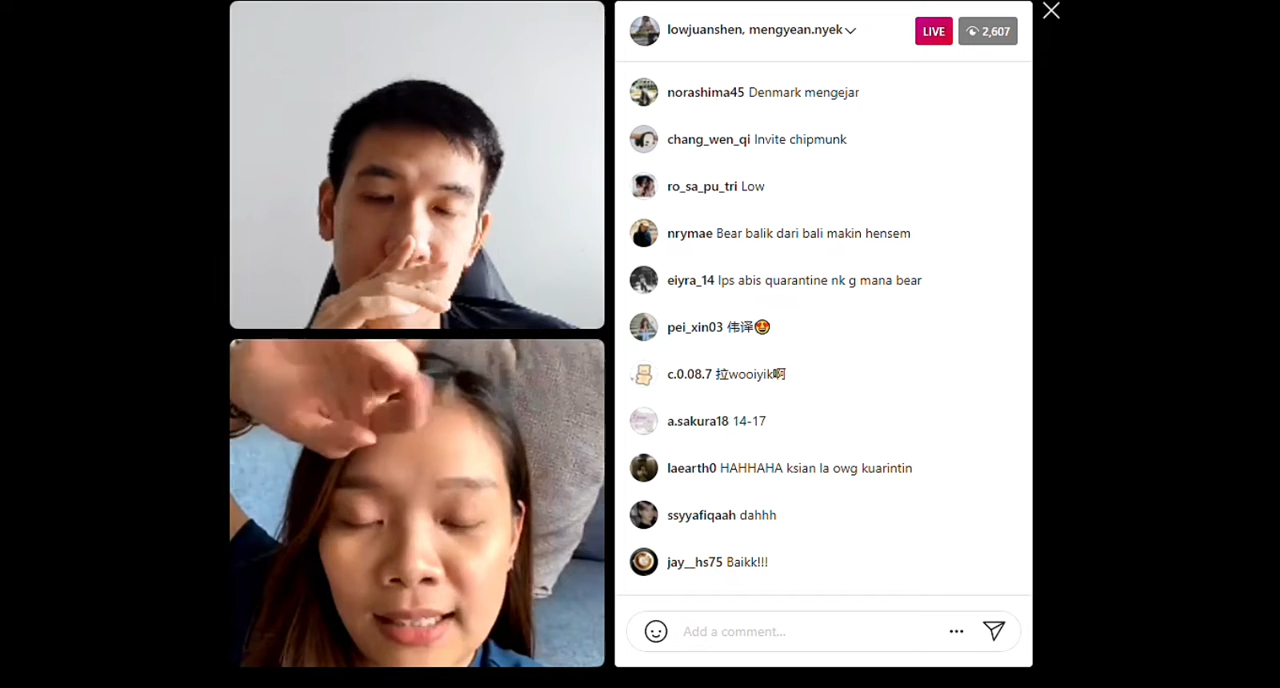 lowjuanshen, mengyean.nyek
LIVE
2,607
norashima45 Denmark mengejar
chang_wen_qi Invite chipmunk
ro_sa_pu_tri Low
nrymae Bear balik dari bali makin hensem
eiyra_14 lps abis quarantine nk g mana bear
pei_xin03 伟译🤩
c.0.08.7 拉wooiyik啊
a.sakura18 14-17
laearth0 HAHHAHA ksian la owg kuarintin
ssyyafiqaah dahhh
jay__hs75 Baikk!!!
Add a comment...